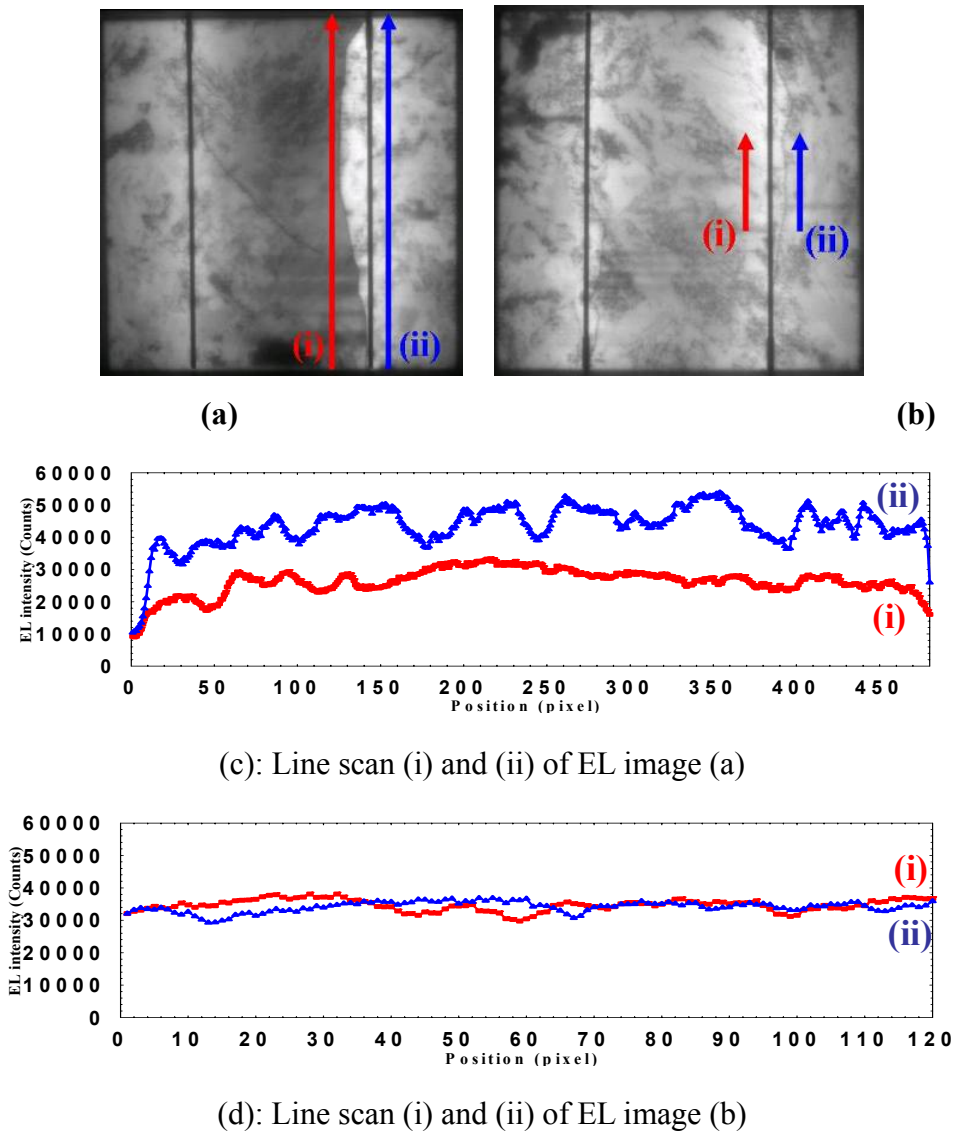 (i)
(ii)
(i)
(ii)
(a)
(b)
60000
50000
40000
30000
20000
10000
0
EL intensity (Counts)
(ii)
(i)
0 50 100 150 200 250 300 350 400 450
Position (pixel)
(c): Line scan (i) and (ii) of EL image (a)
60000
50000
40000
30000
20000
10000
0
EL intensity (Counts)
(i)
(ii)
0 10 20 30 40 50 60 70 80 90 100 110 120
Position (pixel)
(d): Line scan (i) and (ii) of EL image (b)